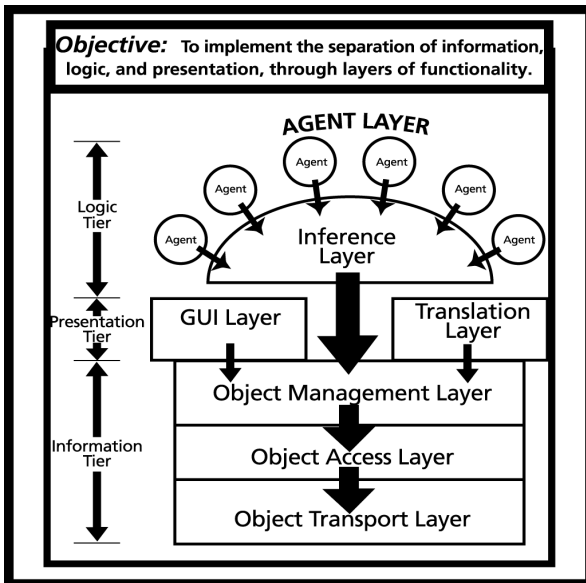 Objective: To implement the separation of information,
logic, and presentation, through layers of functionality.
AGENT LAYER
Agent
Agent
Agent
Agent
Agent
Agent
Logic
Tier
Inference
Layer
Presentation
Tier
GUI Layer
Translation
Layer
Information
Tier
Object Management Layer
Object Access Layer
Object Transport Layer